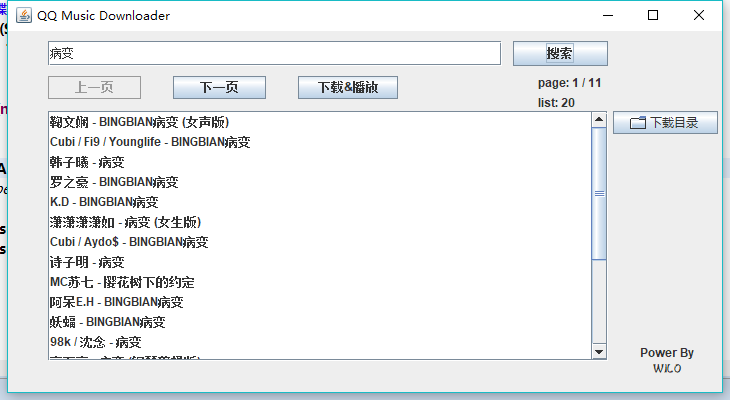 QQ Music Downloader
病变
搜索
上一页
下一页
下载&播放
page: 1 / 11
list: 20
下载目录
鞠文娴 - BINGBIAN病变 (女声版)
Cubi / Fi9 / Younglife - BINGBIAN病变
韩子曦 - 病变
罗之豪 - BINGBIAN病变
K.D - BINGBIAN病变
潇潇潇潇如 - 病变 (女生版)
Cubi / Aydo$ - BINGBIAN病变
诗子明 - 病变
MC苏七 - 樱花树下的约定
阿呆E.H - BINGBIAN病变
妖蝠 - BINGBIAN病变
98k / 沈念 - 病变
Power By
WILO